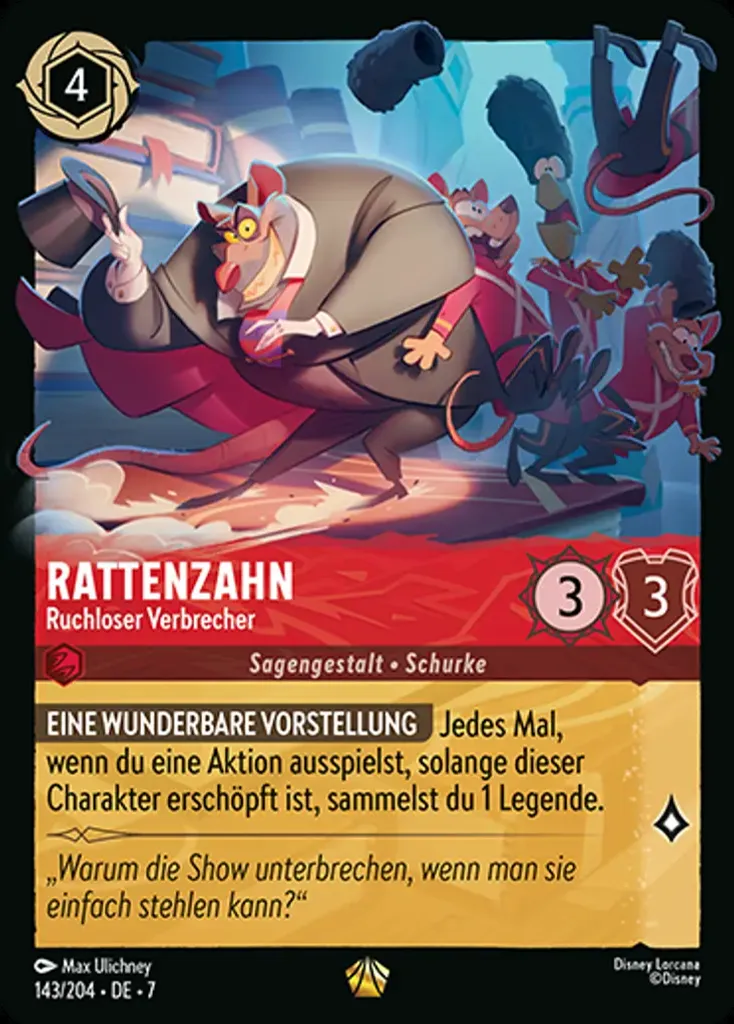 4
RATTENZAHN
Ruchloser Verbrecher
3
3
Sagengestalt • Schurke
EINE WUNDERBARE VORSTELLUNG Jedes Mal,
wenn du eine Aktion ausspielst, solange dieser
Charakter erschöpft ist, sammelst du 1 Legende.
„Warum die Show unterbrechen, wenn man sie
einfach stehlen kann?“
Max Ulichney
143/204 • DE • 7
Disney Lorcana
©Disney